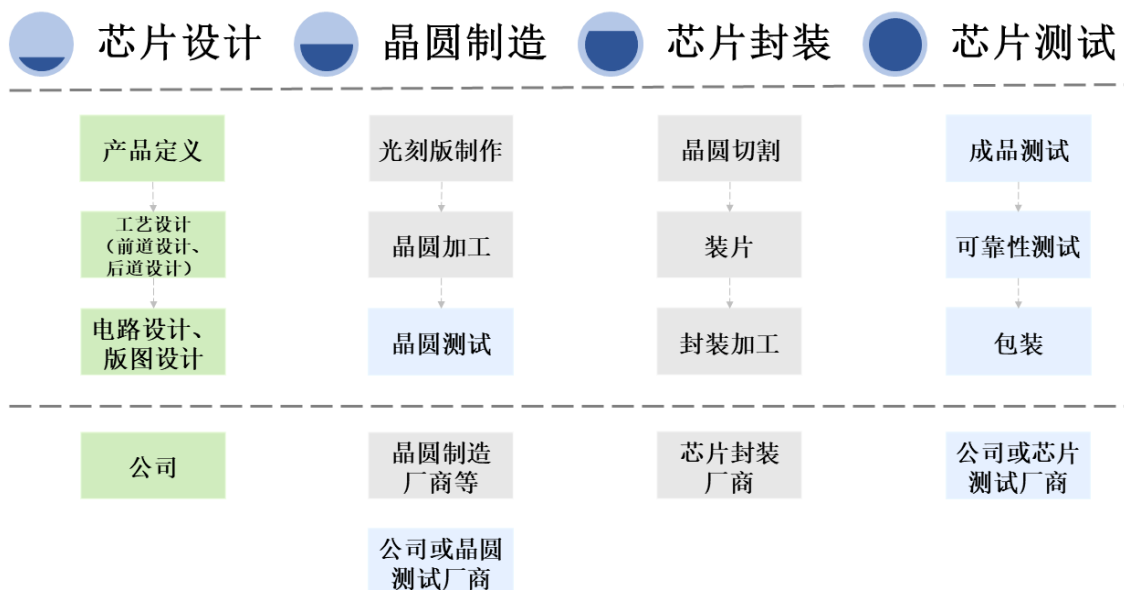 芯片设计
晶圆制造
芯片封装
芯片测试
产品定义
光刻版制作
晶圆切割
成品测试
工艺设计
（前道设计、
后道设计）
晶圆加工
装片
可靠性测试
电路设计、
版图设计
晶圆测试
封装加工
包装
公司
晶圆制造
厂商等
芯片封装
厂商
公司或芯片
测试厂商
公司或晶圆
测试厂商